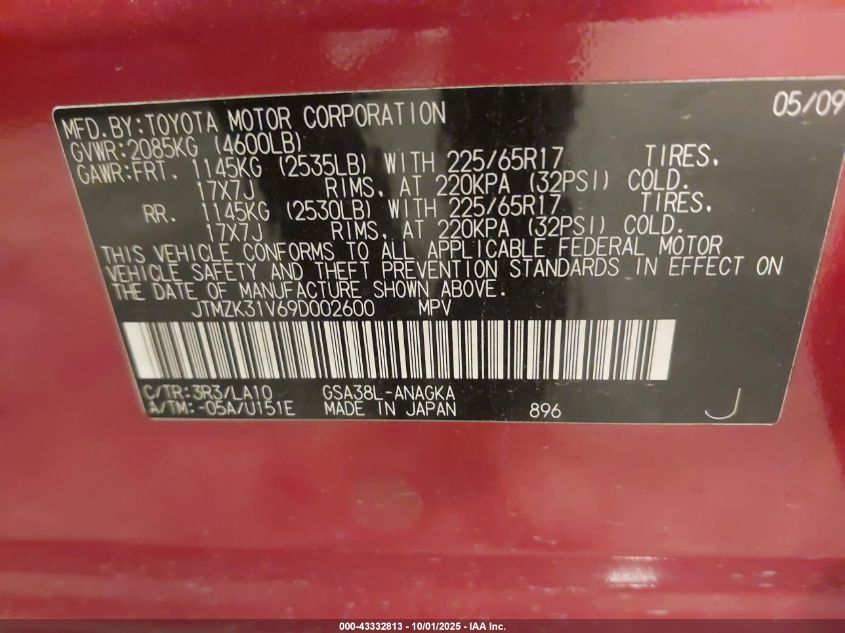 05/09
MFD.BY:TOYOTA MOTOR CORPORATION
GVWR:2085KG (4600LB)
GAWR:FRT. 1145KG (2535LB) WITH 225/65R17 TIRES,
17X7J RIMS, AT 220KPA (32PSI) COLD.
RR. 1145KG (2530LB) WITH 225/65R17 TIRES,
17X7J RIMS, AT 220KPA (32PSI) COLD.
THIS VEHICLE CONFORMS TO ALL APPLICABLE FEDERAL MOTOR
VEHICLE SAFETY AND THEFT PREVENTION STANDARDS IN EFFECT ON
THE DATE OF MANUFACTURE SHOWN ABOVE.
JTMZK31V69D002600 MPV
C/TR:3R3/LA10 GSA38L-ANAGKA
A/TM:-05A/U151E MADE IN JAPAN 896 J
000-43332813 - 10/01/2025 - IAA Inc.